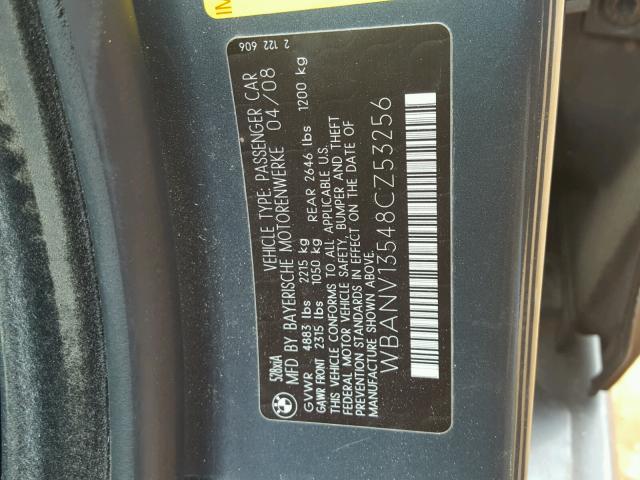 528xiA VEHICLE TYPE: PASSENGER CAR
MFD BY BAYERISCHE MOTORENWERKE 04/08
GVWR 4883 lbs 2215 kg
GAWR FRONT 2315 lbs 1050 kg REAR 2646 lbs 1200 kg
THIS VEHICLE CONFORMS TO ALL APPLICABLE U.S.
FEDERAL MOTOR VEHICLE SAFETY, BUMPER AND THEFT
PREVENTION STANDARDS IN EFFECT ON THE DATE OF
MANUFACTURE SHOWN ABOVE.
WBANV13548CZ53256
2 122 606